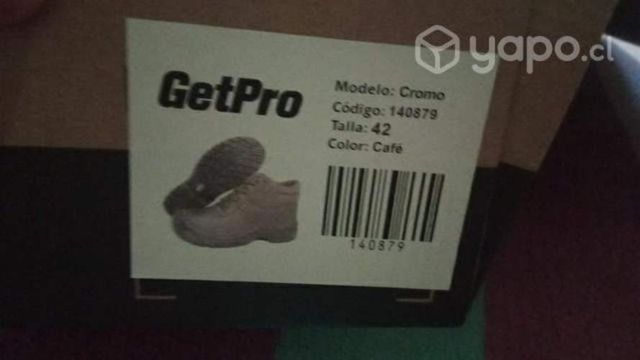 yapo.cl
GetPro
Modelo: Cromo
Código: 140879
Talla: 42
Color: Café
140879